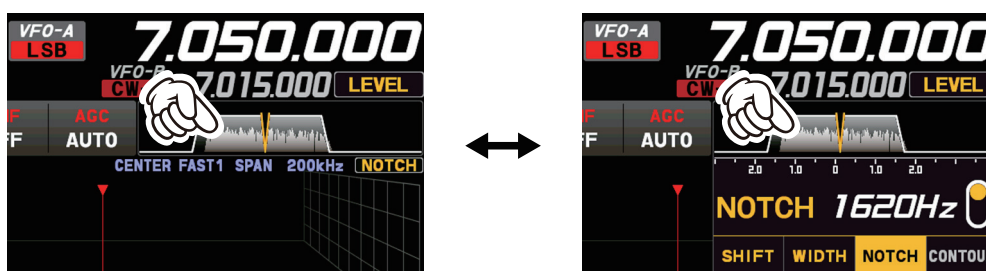 VFO-A
LSB
7.050.000
VFO-B
CW
7.015.000
LEVEL
AGC
AUTO
CENTER FAST1 SPAN 200kHz NOTCH
VFO-A
LSB
7.050.000
VFO-B
CW
7.015.000
LEVEL
AGC
AUTO
2.0 1.0 0 1.0 2.0
NOTCH 1620Hz
SHIFT WIDTH NOTCH CONTOU